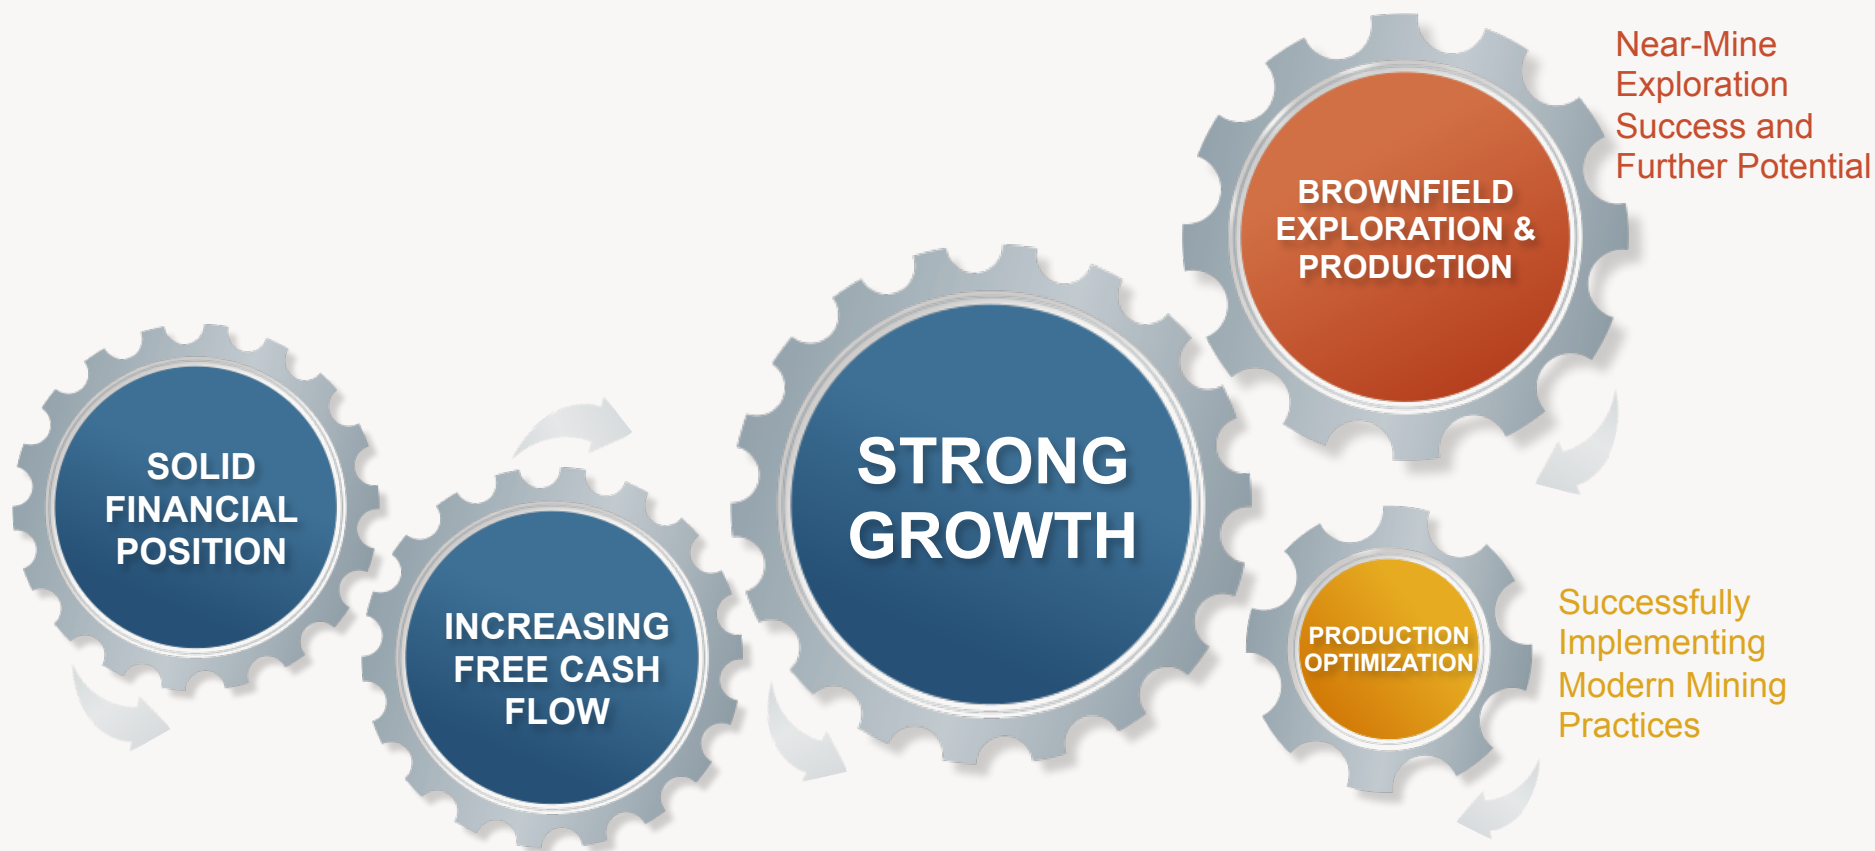 SOLID
FINANCIAL
POSITION
INCREASING
FREE CASH
FLOW
STRONG
GROWTH
BROWNFIELD
EXPLORATION &
PRODUCTION
Near-Mine
Exploration
Success and
Further Potential
PRODUCTION
OPTIMIZATION
Successfully
Implementing
Modern Mining
Practices